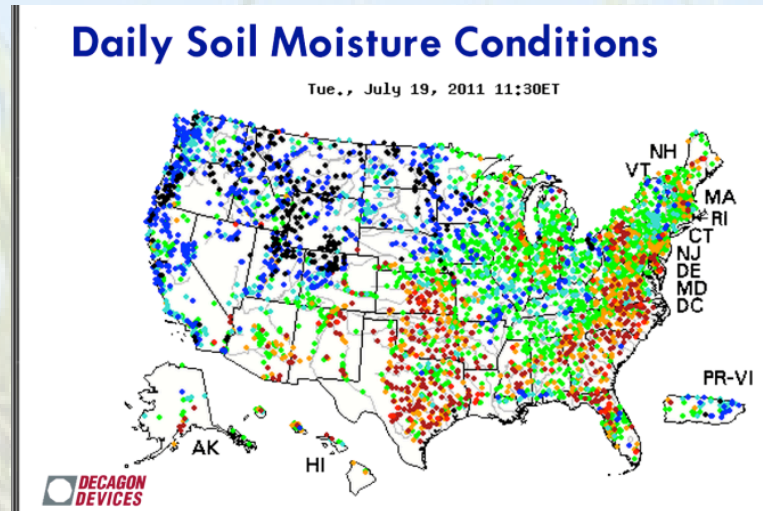 Daily Soil Moisture Conditions
Tue., July 19, 2011 11:30ET
NH
VT
MA
RI
CT
NJ
DE
MD
DC
PR-VI
AK
HI
DECAGON
DEVICES